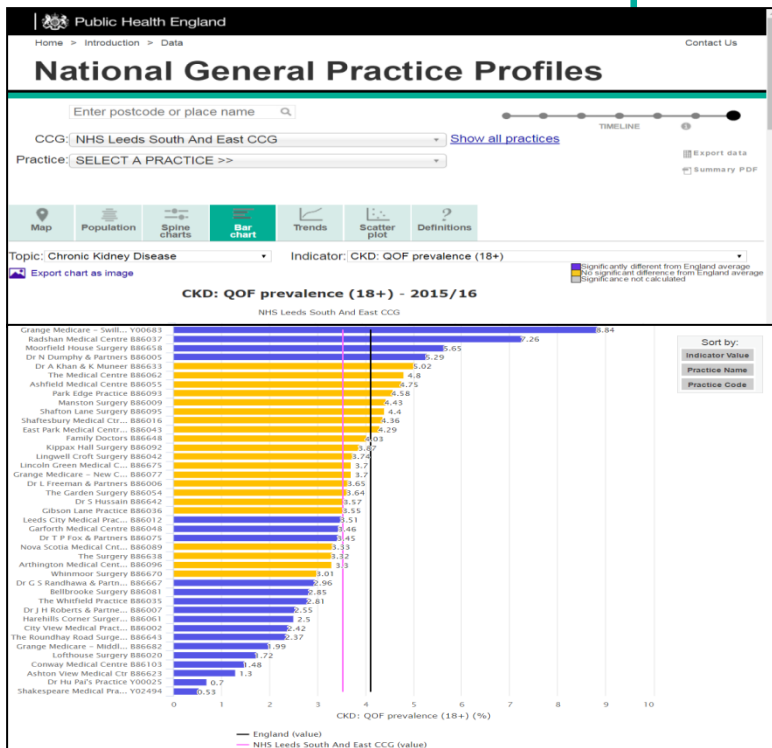 Public Health England
Home > Introduction > Data
Contact Us
National General Practice Profiles
Enter postcode or place name
TIMELINE
CCG: NHS Leeds South And East CCG
Show all practices
Export data
Practice: SELECT A PRACTICE >>
Summary PDF
Map
Population
Spine charts
Bar chart
Trends
Scatter plot
Definitions
Topic: Chronic Kidney Disease
Indicator: CKD: QOF prevalence (18+)
Export chart as image
Significantly different from England average
No significant difference from England average
Significance not calculated
CKD: QOF prevalence (18+) - 2015/16
NHS Leeds South And East CCG
Grange Medicare - Swill... Y00683 8.84
Radshan Medical Centre B86037 7.26
Moorfield House Surgery B86658 5.65
Dr N Dumphy & Partners B86005 5.29
Dr A Khan & K Muneer B86633 5.02
The Medical Centre B86062 4.8
Ashfield Medical Centre B86055 4.75
Park Edge Practice B86093 4.58
Manston Surgery B86009 4.43
Shafton Lane Surgery B86095 4.4
Shaftesbury Medical Ctr... B86016 4.36
East Park Medical Centr... B86043 4.29
Family Doctors B86648 4.03
Kippax Hall Surgery B86092 3.87
Lingwell Croft Surgery B86042 3.74
Lincoln Green Medical C... B86675 3.7
Grange Medicare - New C... B86077 3.7
Dr L Freeman & Partners B86006 3.65
The Garden Surgery B86054 3.64
Dr S Hussain B86642 3.57
Gibson Lane Practice B86036 3.55
Leeds City Medical Prac... B86012 3.51
Garforth Medical Centre B86048 3.46
Dr T P Fox & Partners B86075 3.45
Nova Scotia Medical Cnt... B86089 3.33
The Surgery B86638 3.32
Arthington Medical Cent... B86096 3.3
Whinmoor Surgery B86670 3.01
Dr G S Randhawa & Partn... B86667 2.96
Bellbrooke Surgery B86081 2.85
The Whitfield Practice B86035 2.81
Dr J H Roberts & Partne... B86007 2.55
Harehills Corner Surger... B86061 2.5
City View Medical Pract... B86002 2.42
The Roundhay Road Surge... B86643 2.37
Grange Medicare - Middl... B86682 1.99
Lofthouse Surgery B86020 1.72
Conway Medical Centre B86103 1.48
Ashton View Medical Ctr B86623 1.3
Dr Hu Pai's Practice Y00025 0.7
Shakespeare Medical Pra... Y02494 0.53
Sort by:
Indicator Value
Practice Name
Practice Code
0 1 2 3 4 5 6 7 8 9 10
CKD: QOF prevalence (18+) (%)
England (value)
NHS Leeds South And East CCG (value)